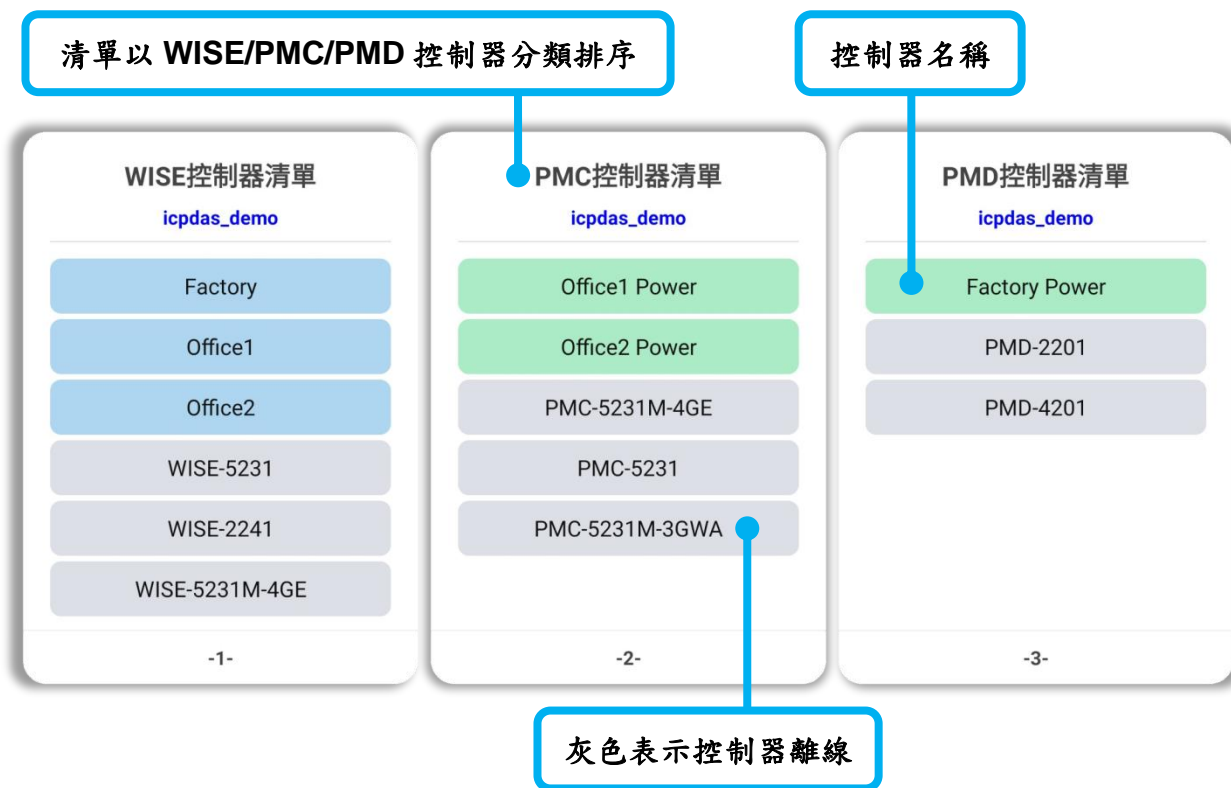 清單以 WISE/PMC/PMD 控制器分類排序
控制器名稱
WISE控制器清單
icpdas_demo
Factory
Office1
Office2
WISE-5231
WISE-2241
WISE-5231M-4GE
-1-
PMC控制器清單
icpdas_demo
Office1 Power
Office2 Power
PMC-5231M-4GE
PMC-5231
PMC-5231M-3GWA
-2-
PMD控制器清單
icpdas_demo
Factory Power
PMD-2201
PMD-4201
-3-
灰色表示控制器離線